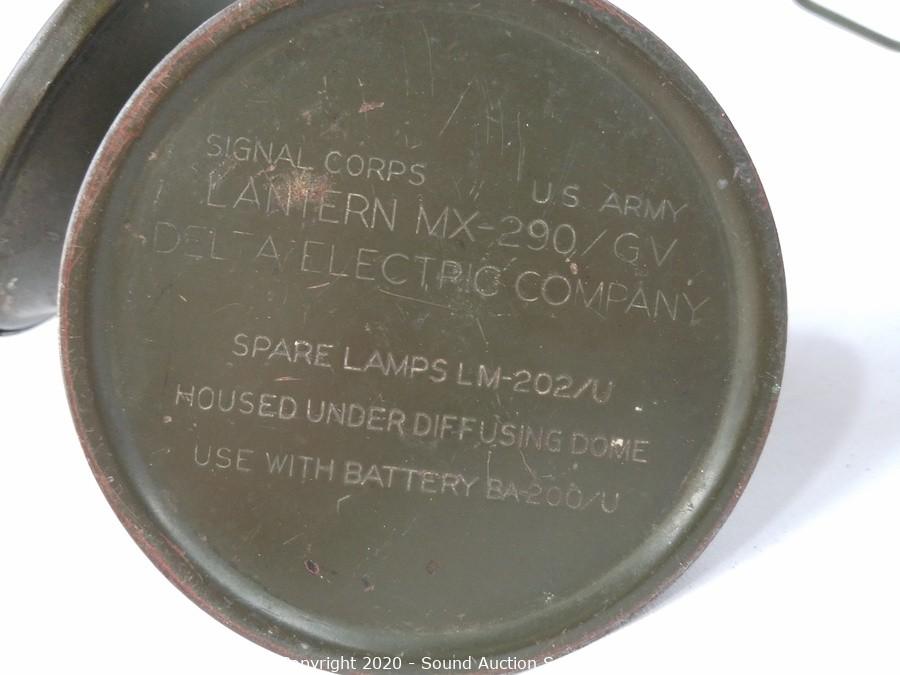 SIGNAL CORPS U.S. ARMY
LANTERN MX-290/GV
DELTA ELECTRIC COMPANY
SPARE LAMPS LM-202/U
HOUSED UNDER DIFFUSING DOME
USE WITH BATTERY BA-200/U
Copyright 2020 - Sound Auction